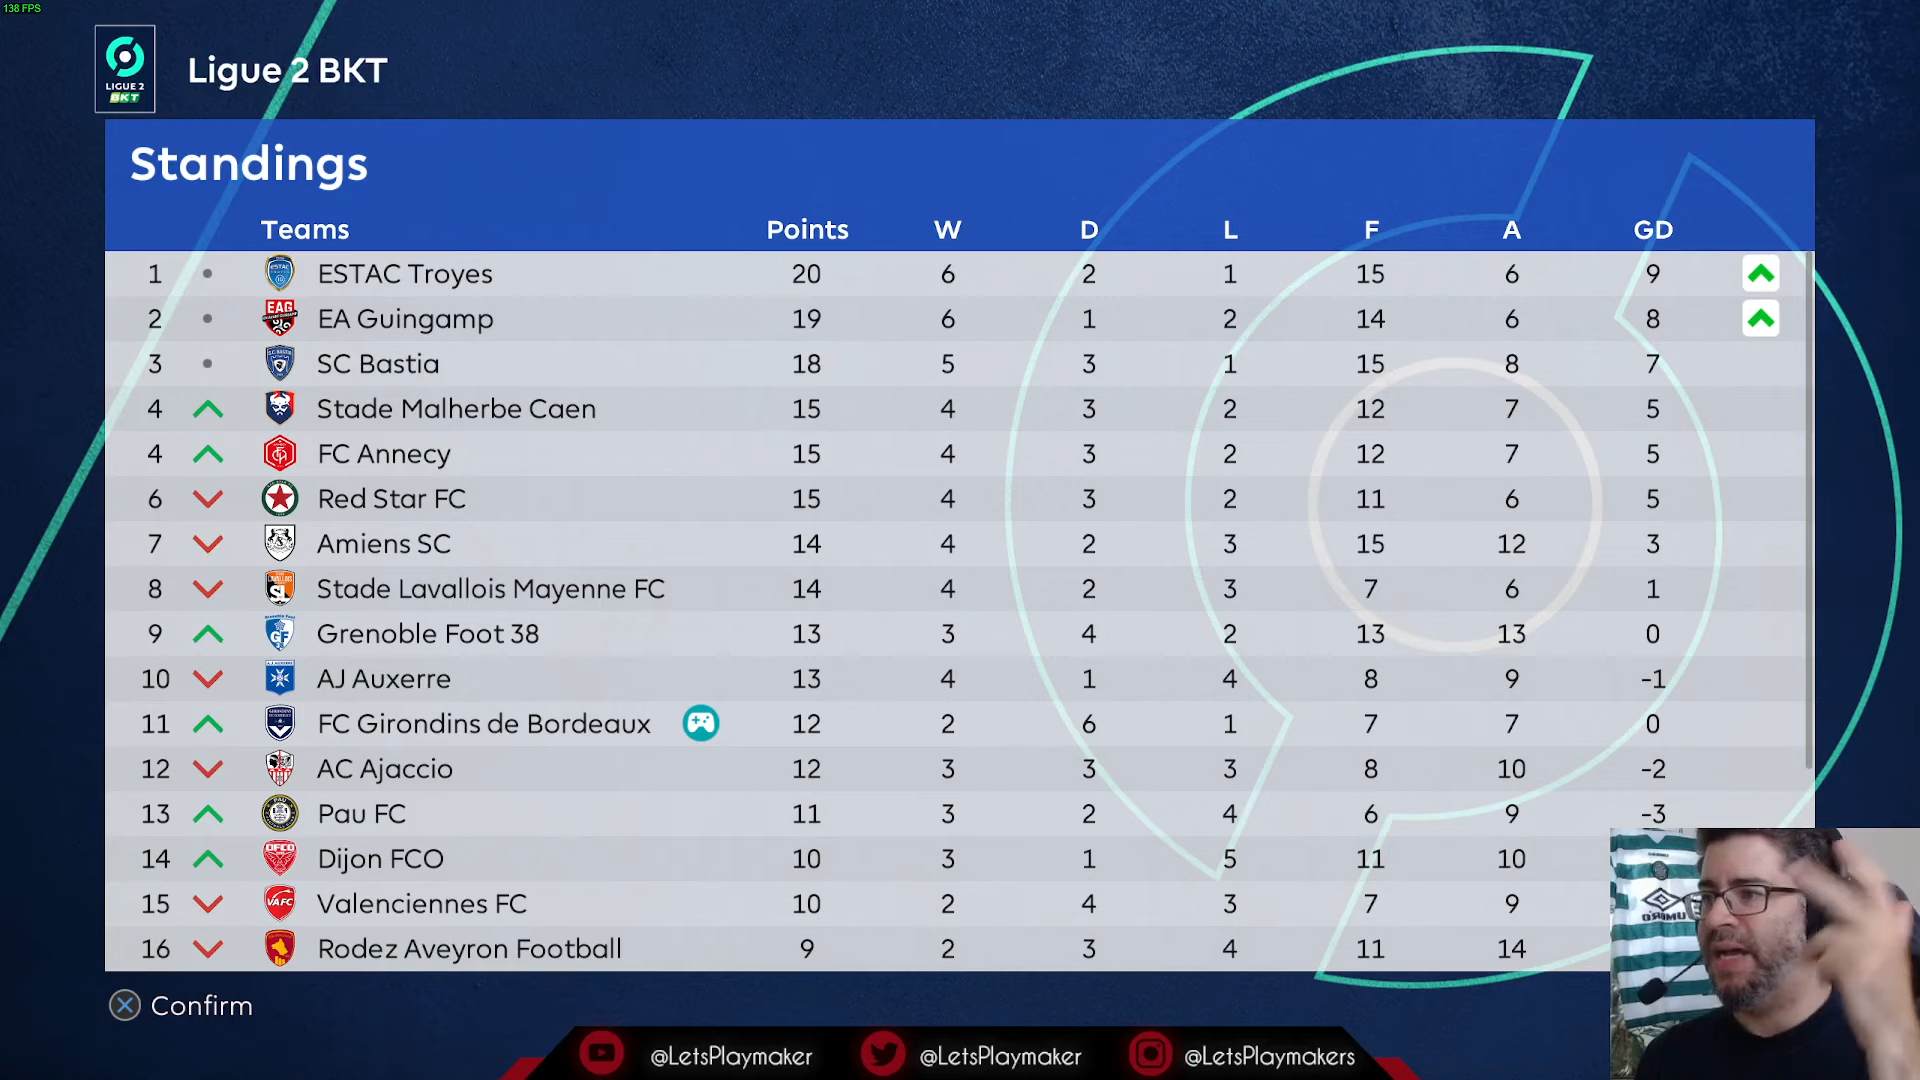 138 FPS
LIGUE 2
BKT
Ligue 2 BKT
Standings
Teams Points W D L F A GD
1 ESTAC Troyes 20 6 2 1 15 6 9
2 EA Guingamp 19 6 1 2 14 6 8
3 SC Bastia 18 5 3 1 15 8 7
4 Stade Malherbe Caen 15 4 3 2 12 7 5
4 FC Annecy 15 4 3 2 12 7 5
6 Red Star FC 15 4 3 2 11 6 5
7 Amiens SC 14 4 2 3 15 12 3
8 Stade Lavallois Mayenne FC 14 4 2 3 7 6 1
9 Grenoble Foot 38 13 3 4 2 13 13 0
10 AJ Auxerre 13 4 1 4 8 9 -1
11 FC Girondins de Bordeaux 12 2 6 1 7 7 0
12 AC Ajaccio 12 3 3 3 8 10 -2
13 Pau FC 11 3 2 4 6 9 -3
14 Dijon FCO 10 3 1 5 11 10
15 Valenciennes FC 10 2 4 3 7 9
16 Rodez Aveyron Football 9 2 3 4 11 14
Confirm
@LetsPlaymaker @LetsPlaymaker @LetsPlaymakers